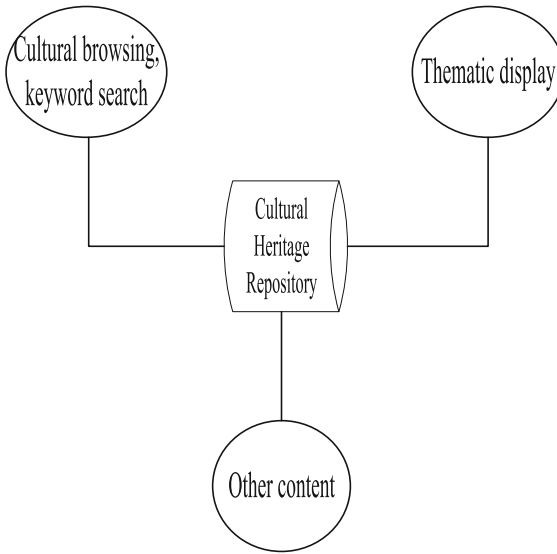 Cultural browsing,
keyword search
Thematic display
Cultural
Heritage
Repository
Other content